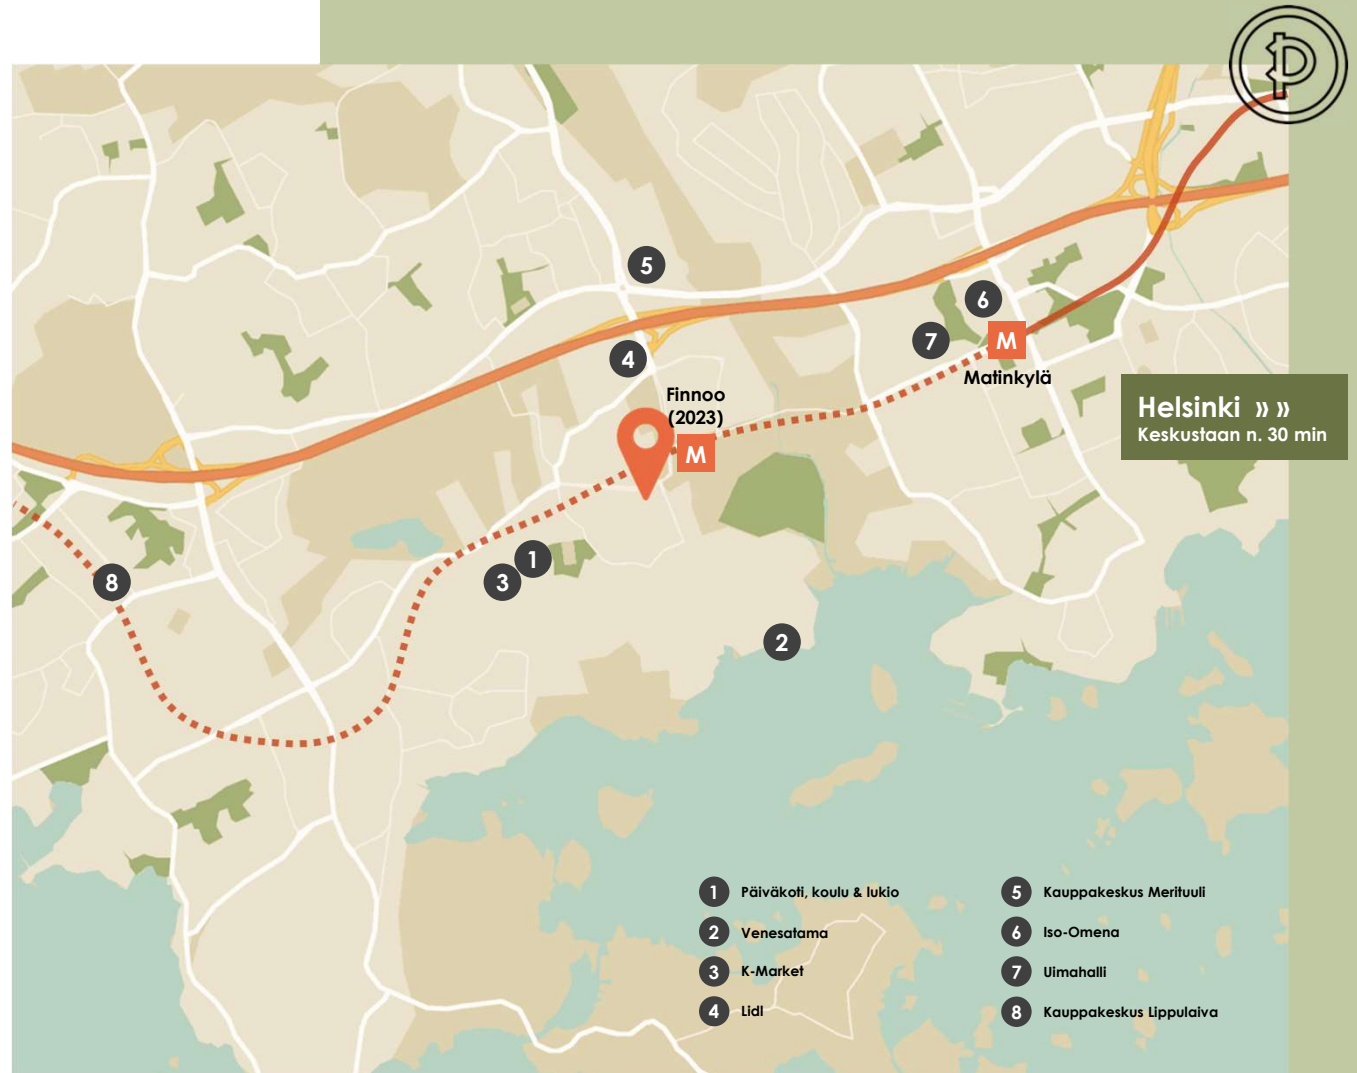 5
6
7
M
4
Matinkylä
Finnoo
(2023)
M
Helsinki » »
Keskustaan n. 30 min
1
3
8
2
1 Päiväkoti, koulu & lukio
2 Venesatama
3 K-Market
4 Lidl
5 Kauppakeskus Merituuli
6 Iso-Omena
7 Uimahalli
8 Kauppakeskus Lippulaiva